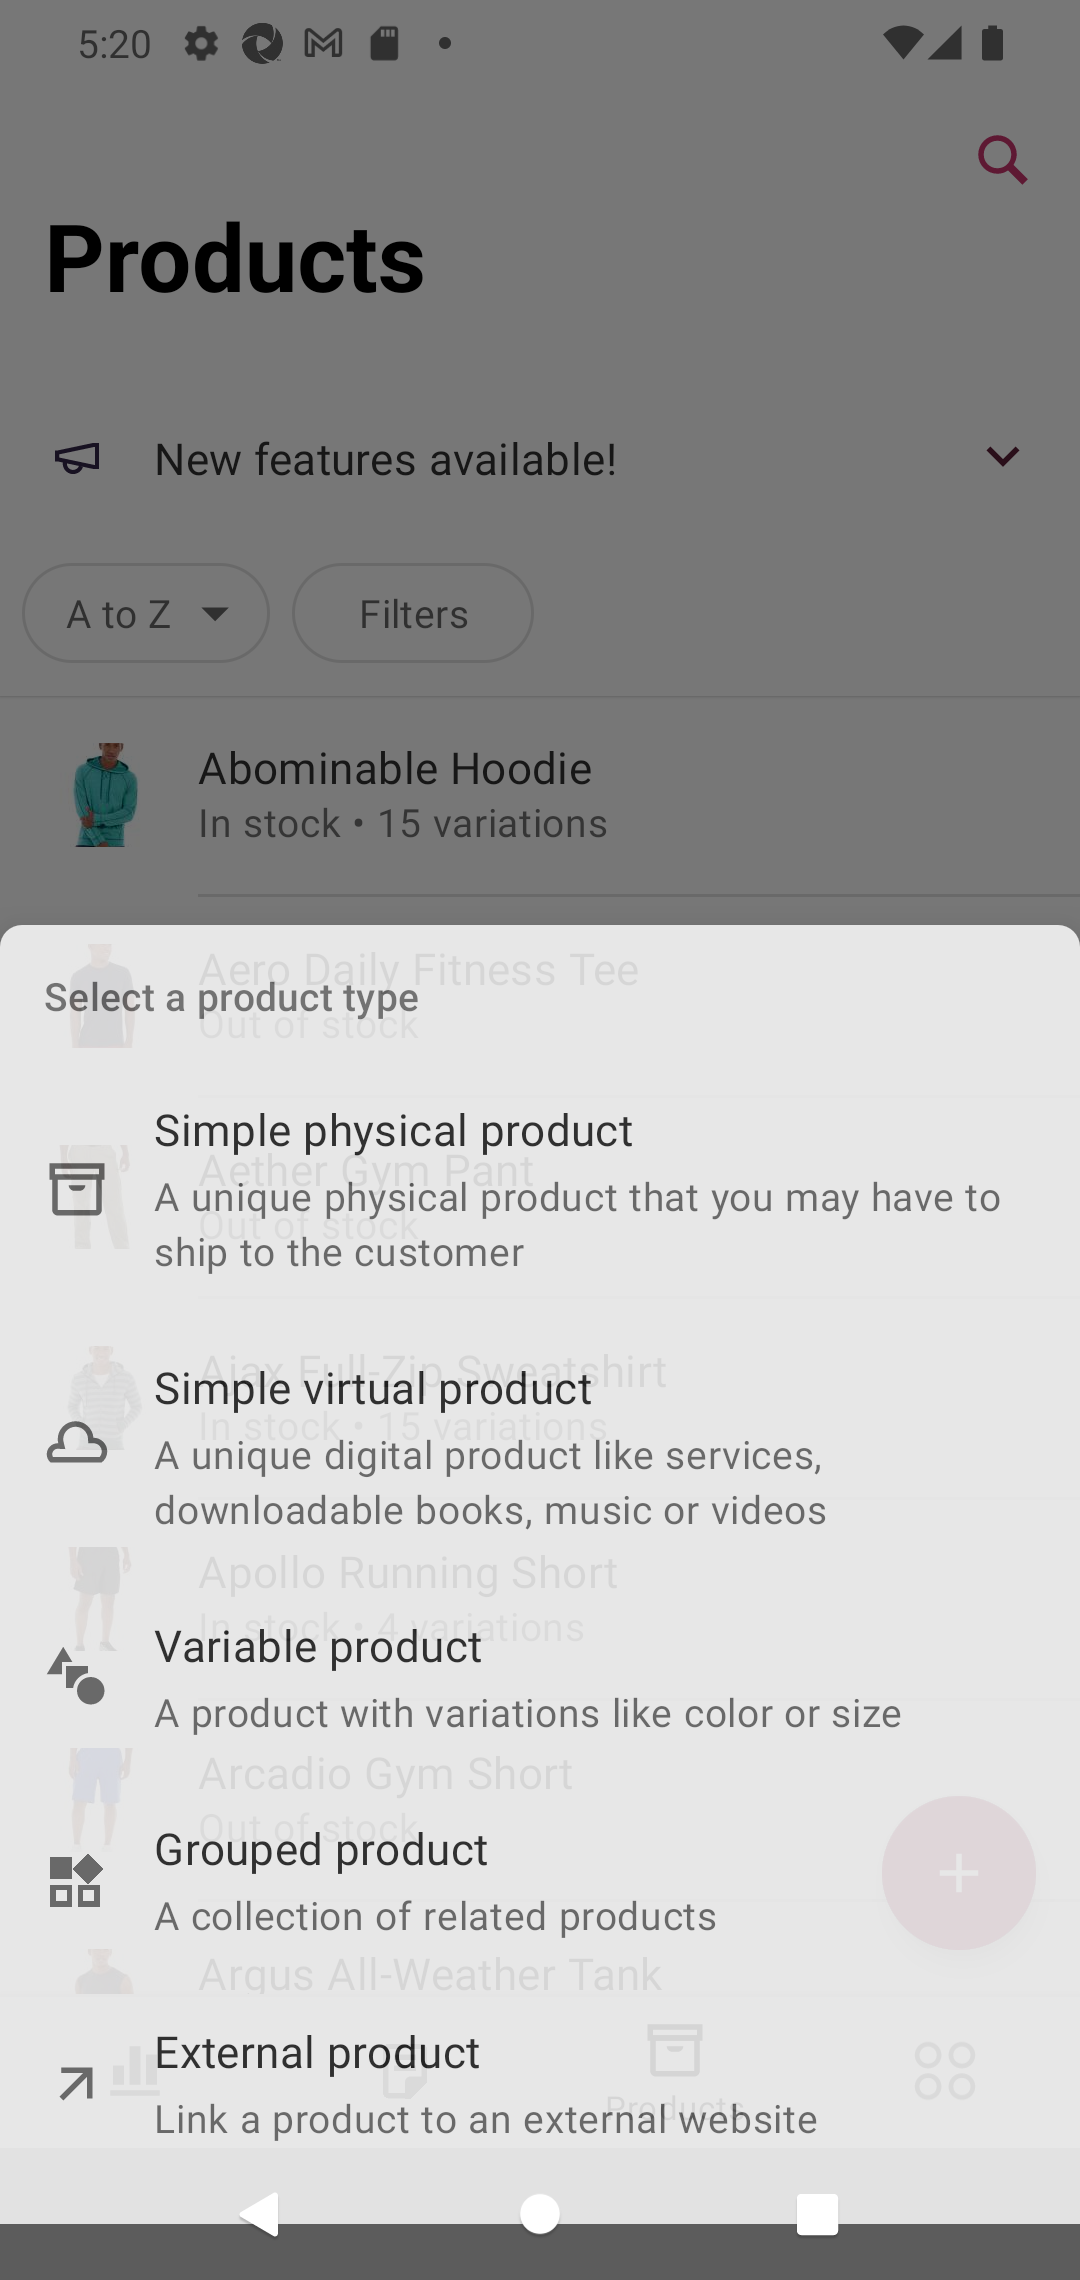 5:20
Products
New features available!
A to Z
Filters
Abominable Hoodie
In stock • 15 variations
Aero Daily Fitness Tee
Select a product type
Out of stock
Simple physical product
Aether Gym Pant
A unique physical product that you may have to
Out of stock
ship to the customer
Ajax Full-Zip Sweatshirt
Simple virtual product
In stock • 15 variations
A unique digital product like services,
downloadable books, music or videos
Apollo Running Short
In stock • 4 variations
Variable product
A product with variations like color or size
Arcadio Gym Short
Out of stock
Grouped product
A collection of related products
Argus All-Weather Tank
External product
Products
Link a product to an external website